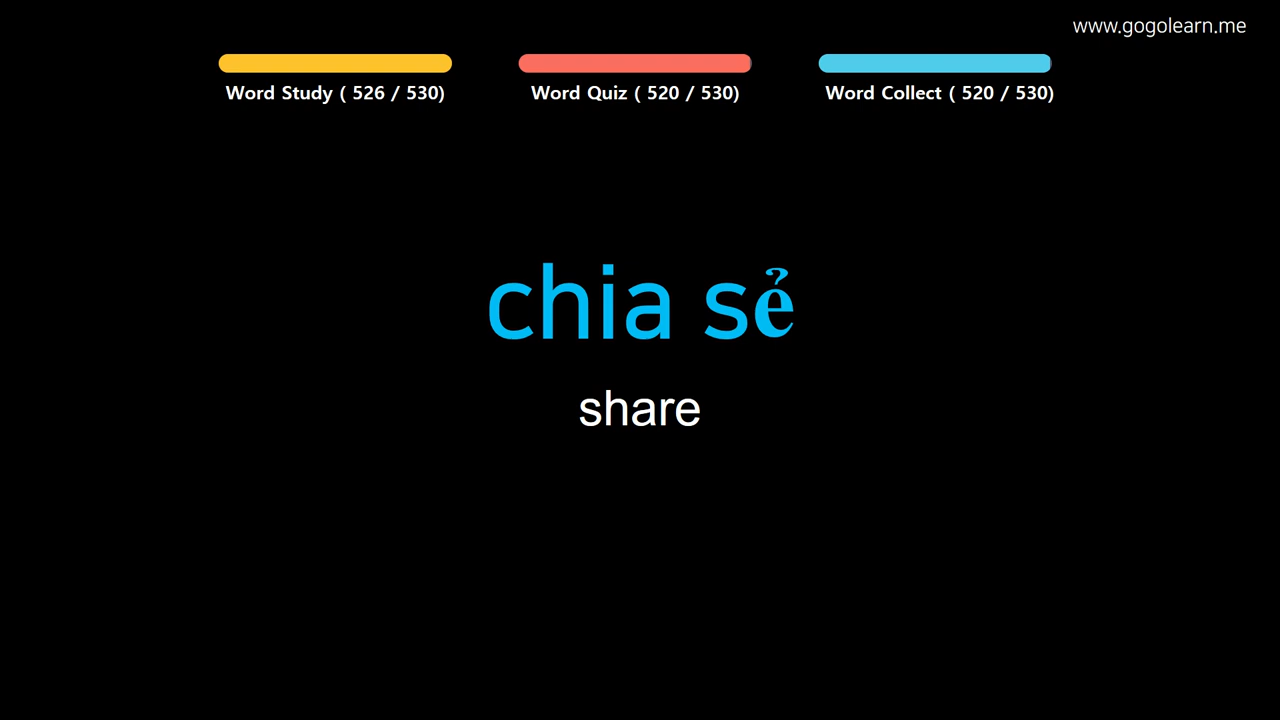 www.gogolearn.me
Word Study ( 526 / 530)
Word Quiz ( 520 / 530)
Word Collect ( 520 / 530)
chia sẻ
share